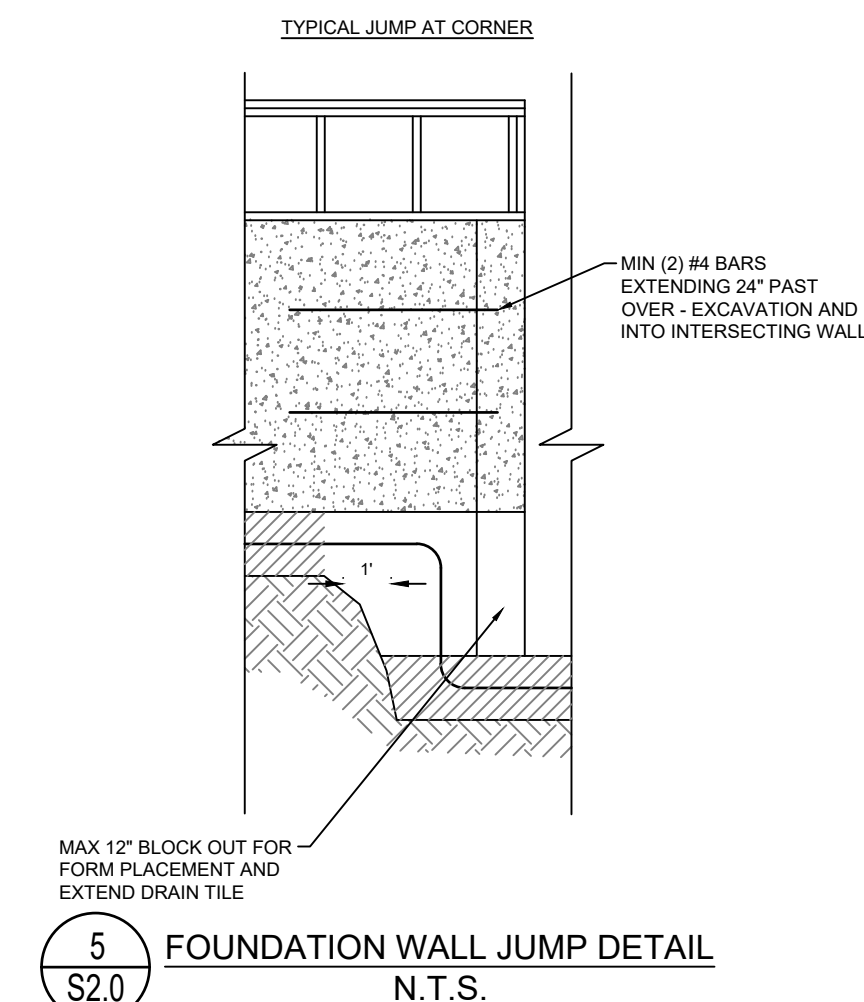 TYPICAL JUMP AT CORNER
MIN (2) #4 BARS
EXTENDING 24" PAST
OVER - EXCAVATION AND
INTO INTERSECTING WALL
1'
MAX 12" BLOCK OUT FOR
FORM PLACEMENT AND
EXTEND DRAIN TILE
5
S2.0
FOUNDATION WALL JUMP DETAIL
N.T.S.